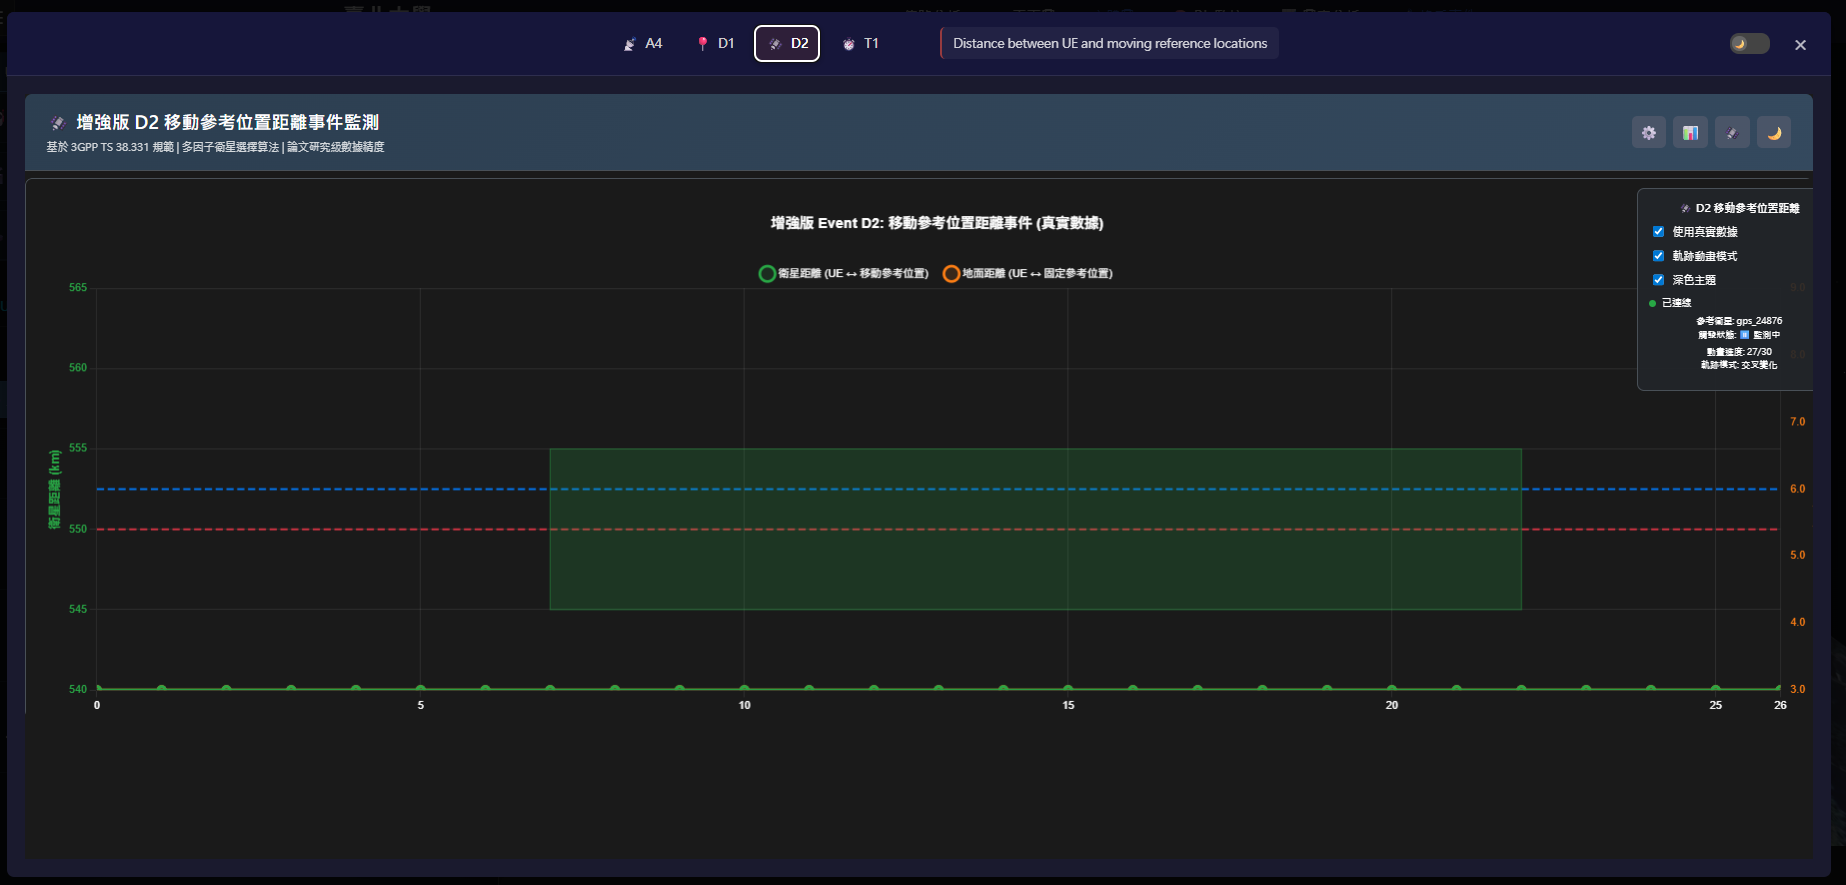 A4
D1
D2
T1
Distance between UE and moving reference locations
增強版 D2 移動參考位置距離事件監測
基於 3GPP TS 38.331 規範 | 多因子衛星選擇算法 | 論文研究級數據精度
增強版 Event D2: 移動參考位置距離事件 (真實數據)
衛星距離 (UE ↔ 移動參考位置)
地面距離 (UE ↔ 固定參考位置)
D2 移動參考位置距離
使用真實數據
軌跡動畫模式
深色主題
已連線
參考衛星: gps_24876
觸發狀態: 監測中
動畫進度: 27/30
軌跡模式: 交叉變化
衛星距離 (km)
565
560
555
550
545
540
9.0
8.0
7.0
6.0
5.0
4.0
3.0
0
5
10
15
20
25
26